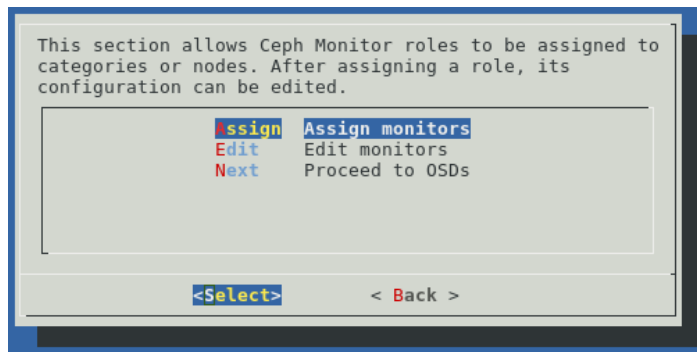 This section allows Ceph Monitor roles to be assigned to
categories or nodes. After assigning a role, its
configuration can be edited.
Assign Assign monitors
Edit Edit monitors
Next Proceed to OSDs
<Select> < Back >